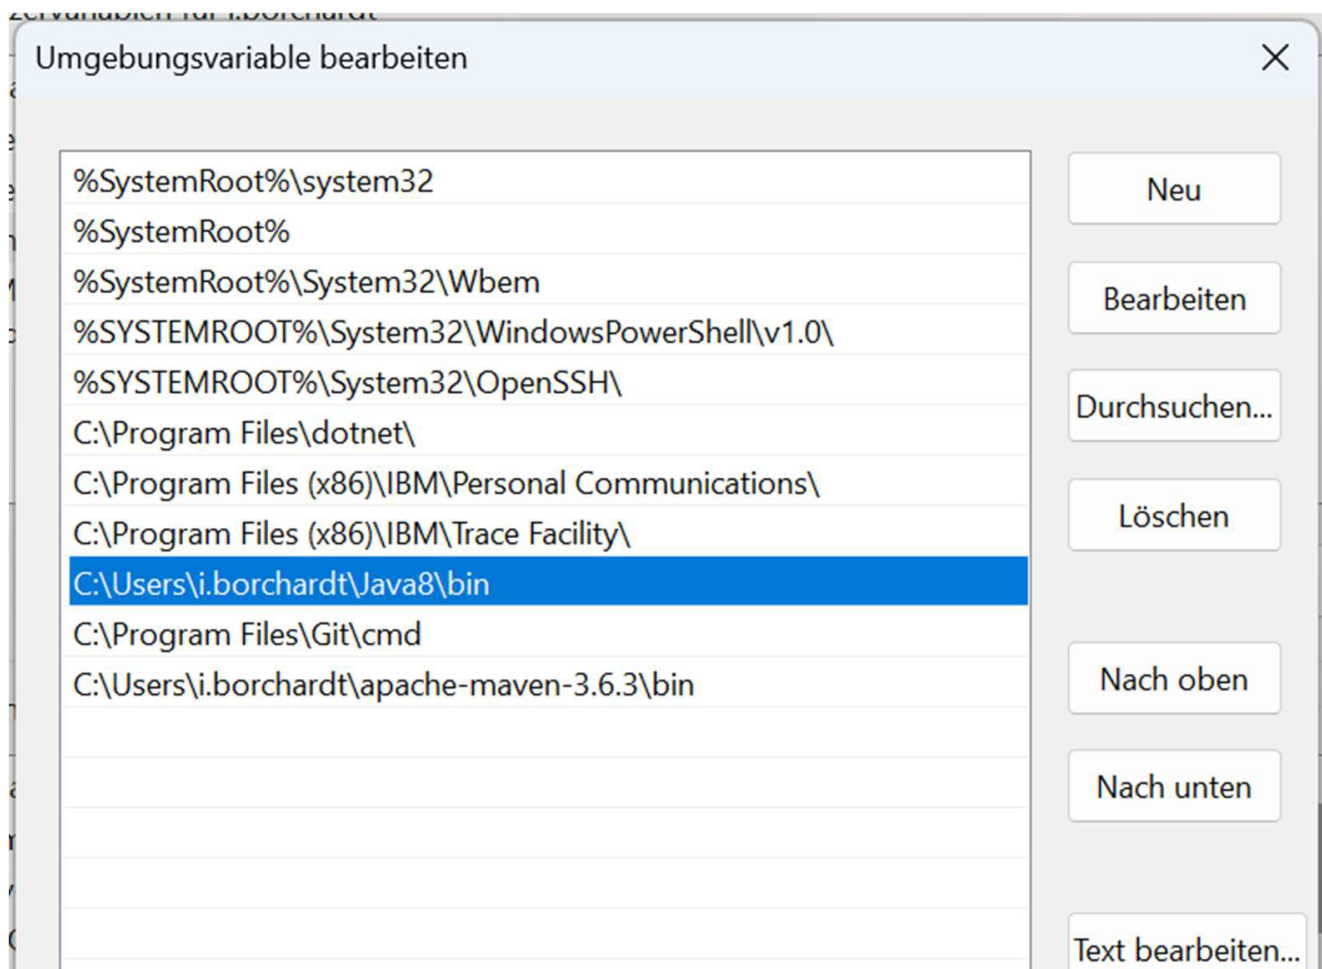 zervariablen für i.borchardt
Umgebungsvariable bearbeiten
%SystemRoot%\system32
Neu
%SystemRoot%
%SystemRoot%\System32\Wbem
Bearbeiten
%SYSTEMROOT%\System32\WindowsPowerShell\v1.0\
%SYSTEMROOT%\System32\OpenSSH\
Durchsuchen...
C:\Program Files\dotnet\
C:\Program Files (x86)\IBM\Personal Communications\
Löschen
C:\Program Files (x86)\IBM\Trace Facility\
C:\Users\i.borchardt\Java8\bin
C:\Program Files\Git\cmd
C:\Users\i.borchardt\apache-maven-3.6.3\bin
Nach oben
Nach unten
Text bearbeiten...